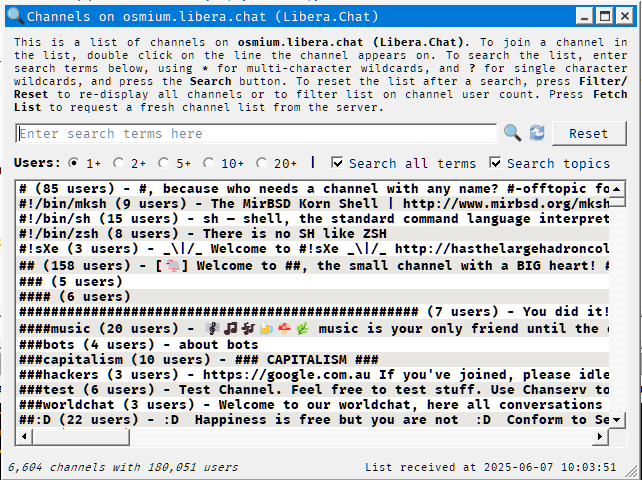 Channels on osmium.libera.chat (Libera.Chat)
This is a list of channels on osmium.libera.chat (Libera.Chat). To join a channel in
the list, double click on the line the channel appears on. To search the list, enter
search terms below, using * for multi-character wildcards, and ? for single character
wildcards, and press the Search button. To reset the list after a search, press Filter/
Reset to re-display all channels or to filter list on channel user count. Press Fetch
List to request a fresh channel list from the server.
Enter search terms here
Reset
Users: 1+ 2+ 5+ 10+ 20+ | Search all terms Search topics
# (85 users) - #, because who needs a channel with any name? #-offtopic fo
#!/bin/mksh (9 users) - The MirBSD Korn Shell | http://www.mirbsd.org/mksh
#!/bin/sh (15 users) - sh — shell, the standard command language interpret
#!/bin/zsh (8 users) - There is no SH like ZSH
#!sXe (3 users) - _\|/_ Welcome to #!sXe _\|/_ http://hasthelargehadroncol
## (158 users) - [🐘] Welcome to ##, the small channel with a BIG heart! #
### (5 users)
#### (6 users)
################################################## (7 users) - You did it!
####music (20 users) - 🎼🎵🎶🍺🍄🌿 music is your only friend until the
###bots (4 users) - about bots
###capitalism (10 users) - ### CAPITALISM ###
###hackers (3 users) - https://google.com.au If you've joined, please idle
###test (6 users) - Test Channel. Feel free to test stuff. Use Chanserv to
###worldchat (3 users) - Welcome to our worldchat, here all conversations
##:D (22 users) - :D  Happiness is free but you are not  :D  Conform to Se
6,604 channels with 180,051 users
List received at 2025-06-07 10:03:51